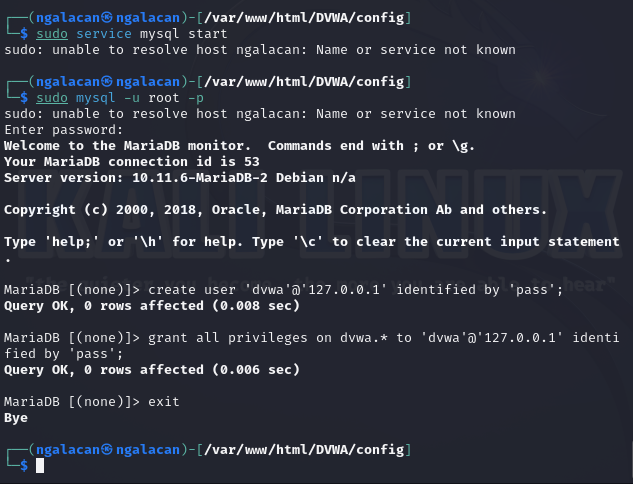 ┌──(ngalacan㉿ngalacan)-[/var/www/html/DVWA/config]
└─$ sudo service mysql start
sudo: unable to resolve host ngalacan: Name or service not known
┌──(ngalacan㉿ngalacan)-[/var/www/html/DVWA/config]
└─$ sudo mysql -u root -p
sudo: unable to resolve host ngalacan: Name or service not known
Enter password:
Welcome to the MariaDB monitor.  Commands end with ; or \g.
Your MariaDB connection id is 53
Server version: 10.11.6-MariaDB-2 Debian n/a
Copyright (c) 2000, 2018, Oracle, MariaDB Corporation Ab and others.
Type 'help;' or '\h' for help. Type '\c' to clear the current input statement
.
MariaDB [(none)]> create user 'dvwa'@'127.0.0.1' identified by 'pass';
Query OK, 0 rows affected (0.008 sec)
MariaDB [(none)]> grant all privileges on dvwa.* to 'dvwa'@'127.0.0.1' identi
fied by 'pass';
Query OK, 0 rows affected (0.006 sec)
MariaDB [(none)]> exit
Bye
┌──(ngalacan㉿ngalacan)-[/var/www/html/DVWA/config]
└─$
KALI LINUX